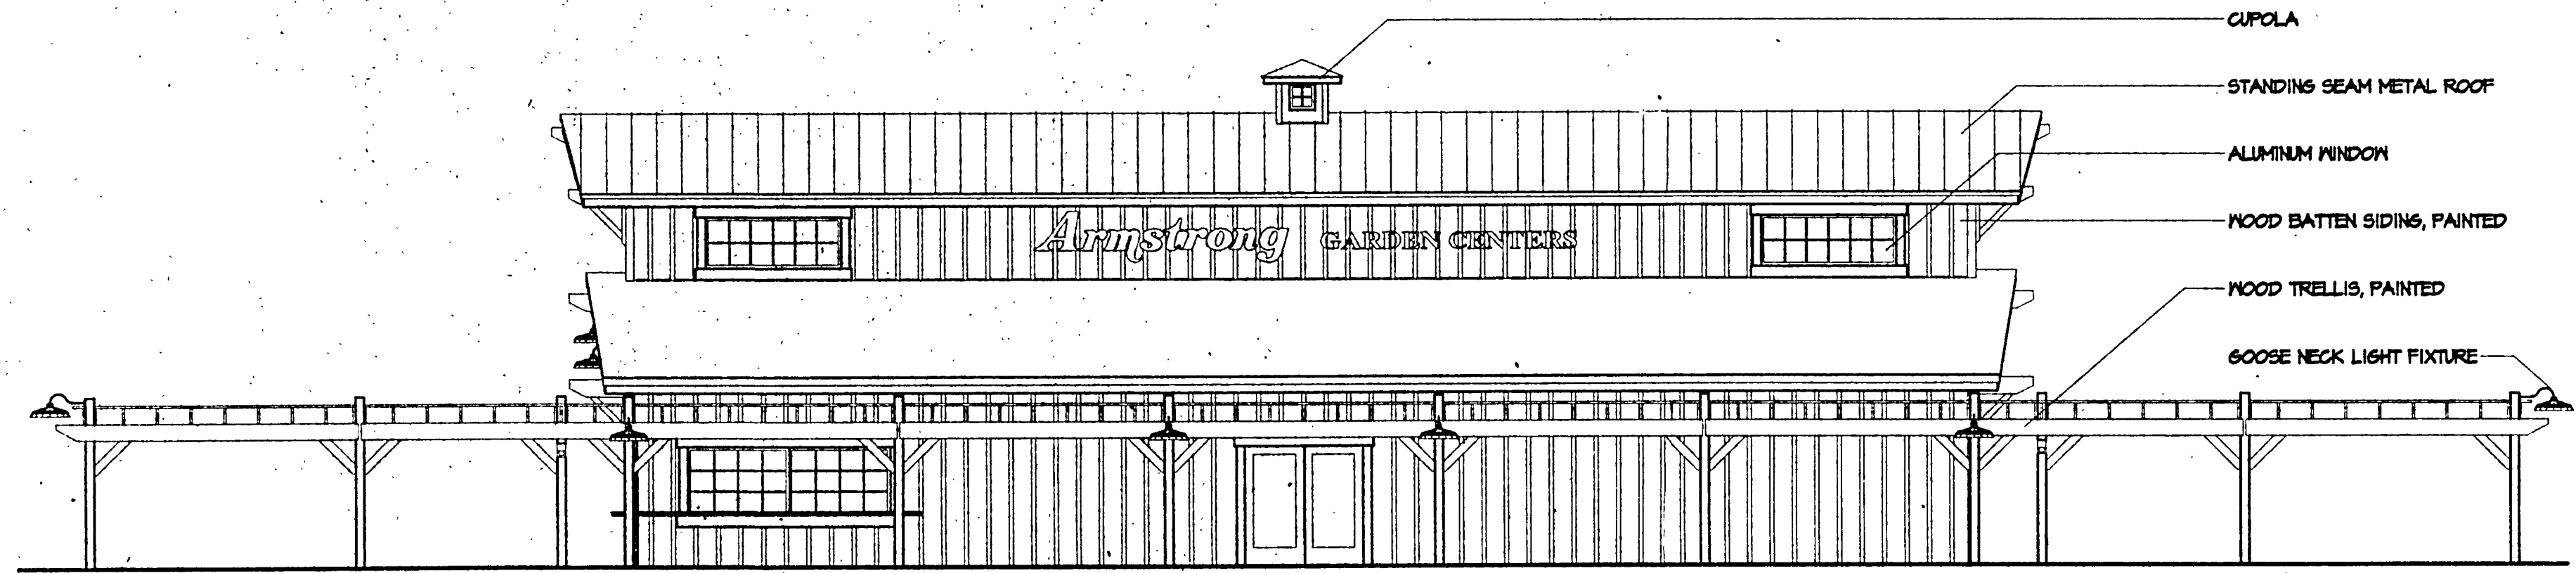 CUPOLA
STANDING SEAM METAL ROOF
ALUMINUM WINDOW
WOOD BATTEN SIDING, PAINTED
Armstrong GARDEN CENTERS
WOOD TRELLIS, PAINTED
GOOSE NECK LIGHT FIXTURE